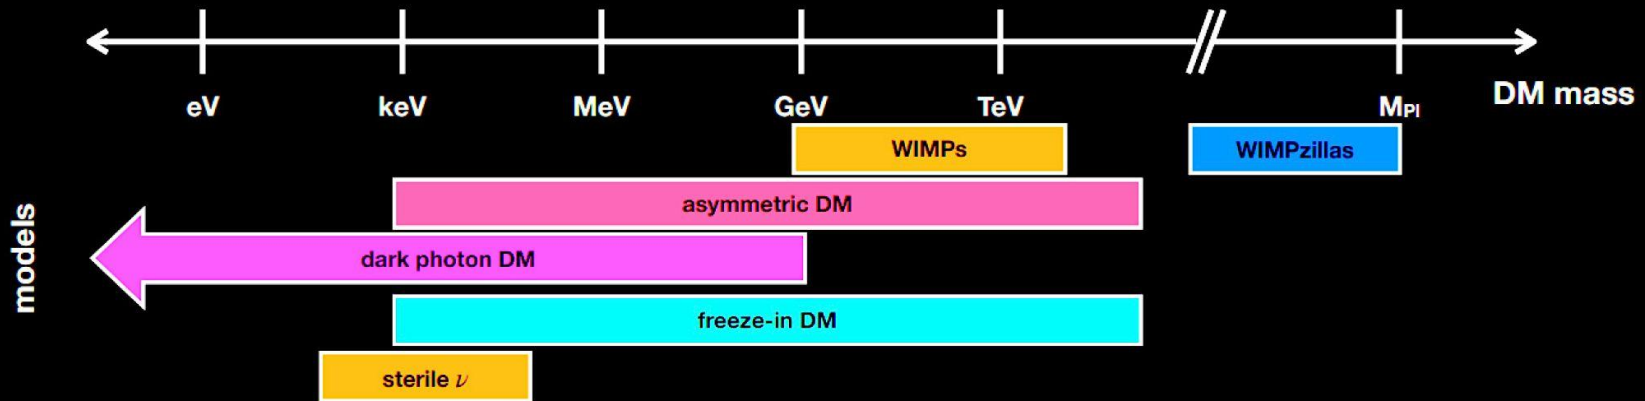 eV keV MeV GeV TeV M_Pl DM mass
WIMPs WIMPzillas
asymmetric DM
models
dark photon DM
freeze-in DM
sterile ν